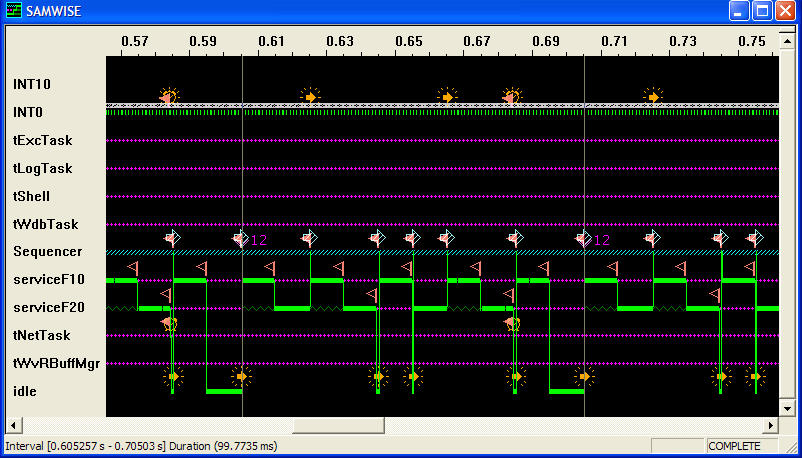 SAMWISE
0.57 0.59 0.61 0.63 0.65 0.67 0.69 0.71 0.73 0.75
INT10
INT0
tExcTask
tLogTask
tShell
tWdbTask
12 12
Sequencer
serviceF10
serviceF20
tNetTask
tWvRBuffMgr
idle
Interval [0.605257 s - 0.70503 s] Duration (99.7735 ms) COMPLETE